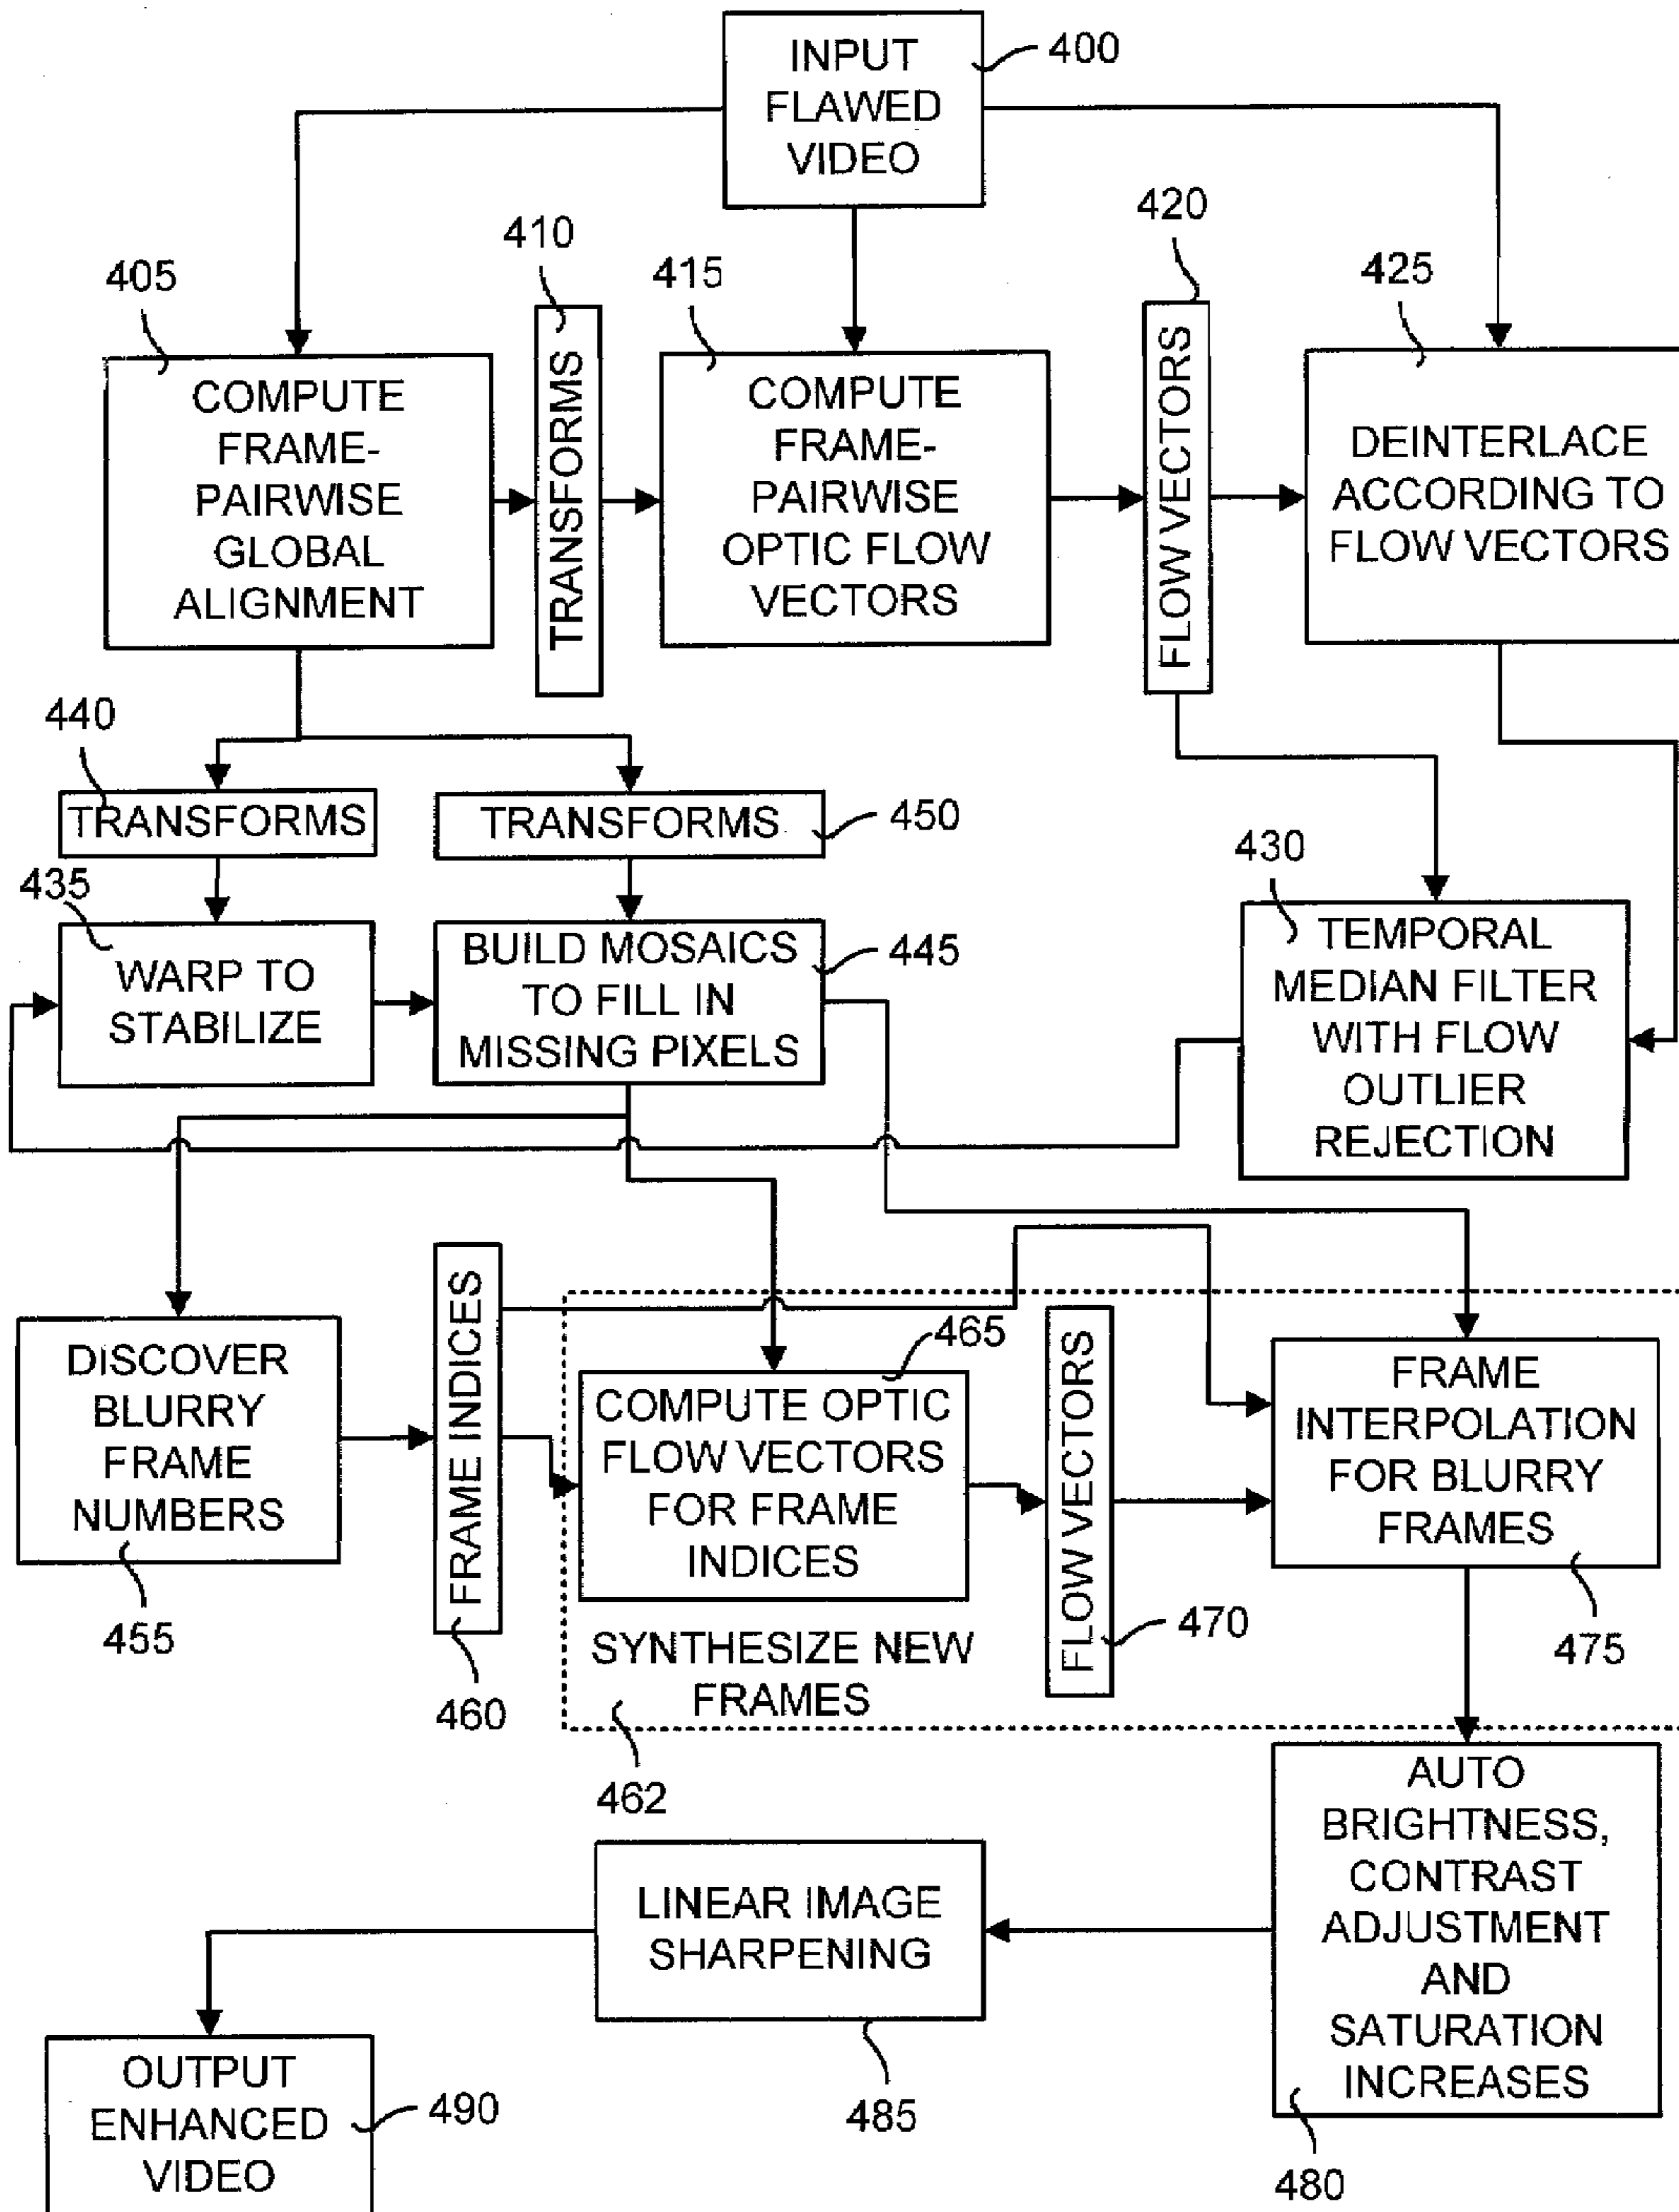 INPUT
FLAWED
VIDEO
400
405
410
415
420
425
COMPUTE
FRAME-
PAIRWISE
GLOBAL
ALIGNMENT
TRANSFORMS
COMPUTE
FRAME-
PAIRWISE
OPTIC FLOW
VECTORS
FLOW VECTORS
DEINTERLACE
ACCORDING TO
FLOW VECTORS
440
TRANSFORMS
TRANSFORMS
450
435
WARP TO
STABILIZE
BUILD MOSAICS
TO FILL IN
MISSING PIXELS
445
430
TEMPORAL
MEDIAN FILTER
WITH FLOW
OUTLIER
REJECTION
DISCOVER
BLURRY
FRAME
NUMBERS
455
FRAME INDICES
460
465
COMPUTE OPTIC
FLOW VECTORS
FOR FRAME
INDICES
SYNTHESIZE NEW
FRAMES
462
FLOW VECTORS
470
FRAME
INTERPOLATION
FOR BLURRY
FRAMES
475
AUTO
BRIGHTNESS,
CONTRAST
ADJUSTMENT
AND
SATURATION
INCREASES
480
LINEAR IMAGE
SHARPENING
485
OUTPUT
ENHANCED
VIDEO
490